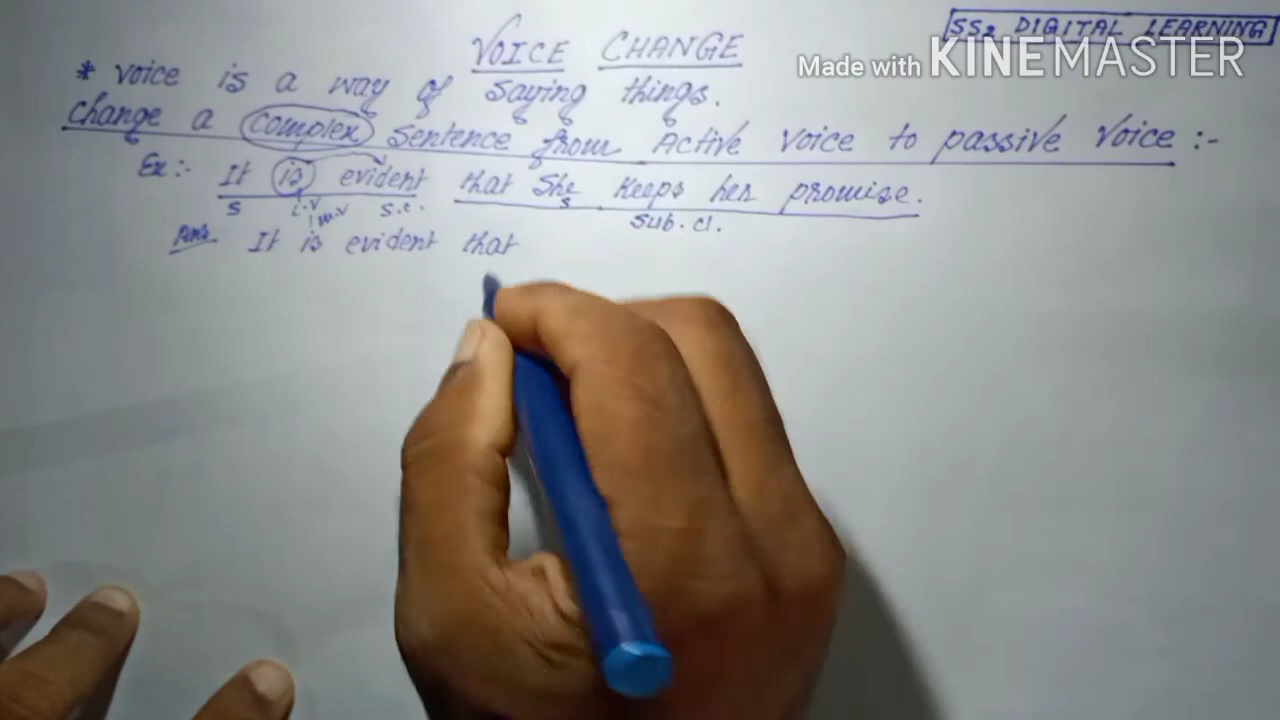 SS2 DIGITAL LEARNING
Made with KINEMASTER
VOICE CHANGE
* Voice is a way of saying things.
Change a complex sentence from Active voice to passive Voice :-
Ex :- It is evident that She keeps her promise.
S i.v S.C. S Sub. cl.
m.v
Ans. It is evident that